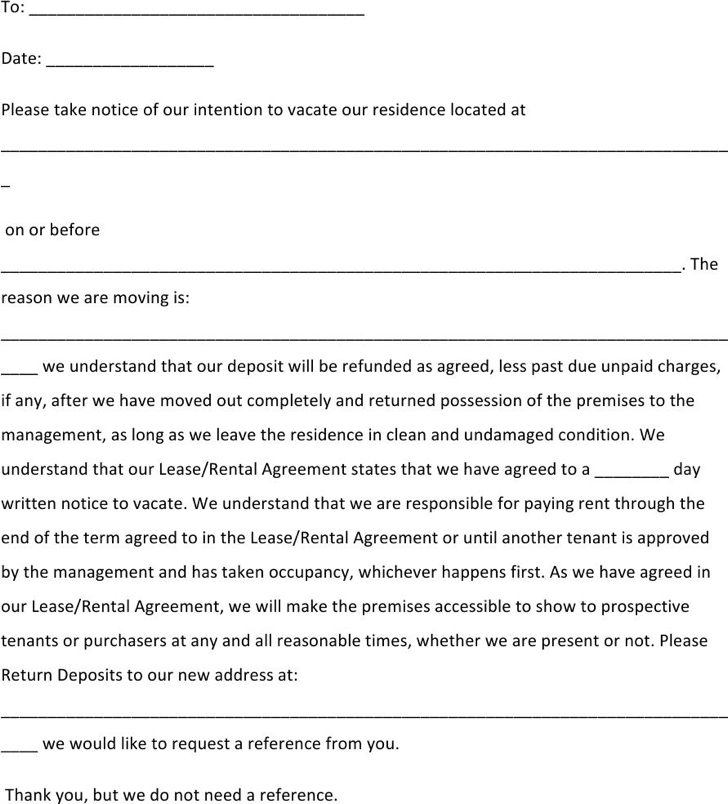 To: ____________________________________
Date: __________________
Please take notice of our intention to vacate our residence located at
______________________________________________________________________________
_
on or before
_________________________________________________________________________. The
reason we are moving is:
______________________________________________________________________________
____ we understand that our deposit will be refunded as agreed, less past due unpaid charges,
if any, after we have moved out completely and returned possession of the premises to the
management, as long as we leave the residence in clean and undamaged condition. We
understand that our Lease/Rental Agreement states that we have agreed to a ________ day
written notice to vacate. We understand that we are responsible for paying rent through the
end of the term agreed to in the Lease/Rental Agreement or until another tenant is approved
by the management and has taken occupancy, whichever happens first. As we have agreed in
our Lease/Rental Agreement, we will make the premises accessible to show to prospective
tenants or purchasers at any and all reasonable times, whether we are present or not. Please
Return Deposits to our new address at:
______________________________________________________________________________
____ we would like to request a reference from you.
Thank you, but we do not need a reference.